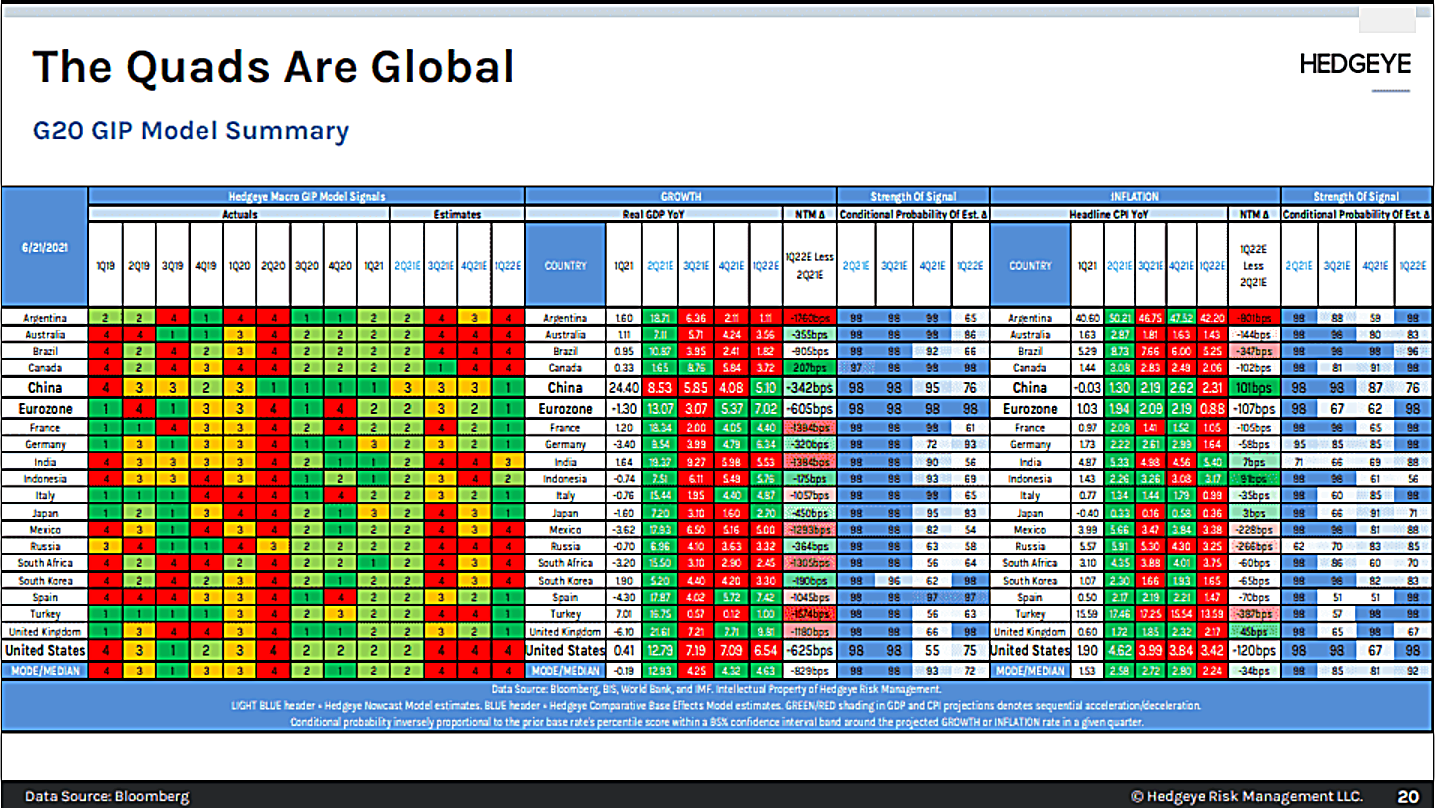 The Quads Are Global
HEDGEYE
G20 GIP Model Summary
Hedgeye Macro GIP Model Signals GROWTH Strength Of Signal INFLATION Strength Of Signal
Actuals Estimates Real GDP YoY NTM Δ Conditional Probability Of Est. Δ Headline CPI YoY NTM Δ Conditional Probability Of Est. Δ
6/21/2021 1Q19 2Q19 3Q19 4Q19 1Q20 2Q20 3Q20 4Q20 1Q21 2Q21E 3Q21E 4Q21E 1Q22E COUNTRY 1Q21 2Q21E 3Q21E 4Q21E 1Q22E 1Q22E Less 2Q21E 2Q21E 3Q21E 4Q21E 1Q22E COUNTRY 1Q21 2Q21E 3Q21E 4Q21E 1Q22E 1Q22E Less 2Q21E 2Q21E 3Q21E 4Q21E 1Q22E
Argentina 2 2 4 1 4 4 1 1 2 2 4 3 4 Argentina 1.60 18.71 6.36 2.11 1.11 -1760bps 98 98 98 65 Argentina 40.60 50.21 46.75 47.52 42.20 -801bps 98 88 59 98
Australia 4 4 1 1 3 4 2 2 4 4 4 Australia 1.11 7.11 5.71 4.24 3.56 -355bps 98 98 98 86 Australia 1.63 2.87 1.81 1.63 1.43 -144bps 98 98 80 83
Brazil 4 2 4 2 3 4 2 2 4 4 4 Brazil 0.95 10.87 3.95 2.41 1.82 -905bps 98 98 92 66 Brazil 5.29 8.73 7.66 6.00 5.25 -347bps 98 98 98 96
Canada 4 2 4 3 4 4 2 2 1 4 4 Canada 0.33 1.65 8.76 5.84 3.72 207bps 97 98 98 98 Canada 1.44 3.08 2.83 2.49 2.06 -102bps 98 81 91 98
China 4 3 3 2 3 1 1 1 1 3 3 3 1 China 24.40 8.53 5.85 4.08 5.10 -342bps 98 98 95 76 China -0.03 1.30 2.19 2.62 2.31 101bps 98 98 87 76
Eurozone 1 4 1 3 3 4 1 4 2 2 3 2 1 Eurozone -1.30 13.07 3.07 5.37 7.02 -605bps 98 98 98 98 Eurozone 1.03 1.94 2.09 2.19 0.88 -107bps 98 67 62 98
France 1 1 4 3 3 4 1 4 2 2 4 2 1 France 1.20 18.34 2.00 4.05 4.40 -1394bps 98 98 98 61 France 0.97 2.09 1.41 1.52 1.05 -105bps 98 98 65 98
Germany 1 3 1 3 3 4 1 1 3 2 3 2 1 Germany -3.40 9.54 3.99 4.79 6.34 -320bps 98 98 72 93 Germany 1.73 2.22 2.61 2.99 1.64 -58bps 95 85 85 98
India 4 3 3 3 3 4 2 1 1 2 4 4 3 India 1.64 19.37 9.27 5.98 5.53 -1384bps 98 98 90 56 India 4.87 5.33 4.98 4.56 5.40 7bps 71 66 69 88
Indonesia 4 3 3 4 3 4 1 2 1 2 3 4 2 Indonesia -0.74 7.51 6.11 5.49 5.76 -175bps 98 98 93 69 Indonesia 1.43 2.26 3.26 3.08 3.17 91bps 98 98 61 56
Italy 1 1 1 4 4 4 1 4 2 2 3 2 1 Italy -0.76 15.44 1.95 4.40 4.87 -1057bps 98 98 98 65 Italy 0.77 1.34 1.44 1.79 0.99 -35bps 98 60 85 98
Japan 1 2 1 3 4 4 2 1 3 2 4 3 1 Japan -1.60 7.20 3.10 1.60 2.70 -450bps 98 98 95 93 Japan -0.40 0.33 0.16 0.58 0.36 3bps 98 66 91 71
Mexico 4 3 1 4 3 4 2 1 2 2 4 3 4 Mexico -3.62 17.93 6.50 5.16 5.00 -1293bps 98 98 82 54 Mexico 3.99 5.66 3.47 3.84 3.38 -228bps 98 98 81 88
Russia 3 4 1 1 4 3 2 2 2 2 4 4 4 Russia -0.70 6.96 4.10 3.63 3.32 -364bps 98 98 63 58 Russia 5.57 5.91 5.30 4.30 3.25 -266bps 62 70 83 85
South Africa 4 2 4 4 2 4 2 2 1 2 4 3 4 South Africa -3.20 15.50 3.10 2.90 2.45 -1305bps 98 98 56 64 South Africa 3.10 4.35 3.88 4.01 3.75 -60bps 98 86 60 70
South Korea 4 2 4 2 3 4 2 1 2 2 4 3 4 South Korea 1.90 5.20 4.40 4.20 3.30 -190bps 98 96 62 98 South Korea 1.07 2.30 1.66 1.93 1.65 -65bps 98 98 82 83
Spain 4 4 4 1 3 4 1 4 2 2 3 2 1 Spain -4.30 17.87 4.02 5.72 7.42 -1045bps 98 98 97 97 Spain 0.50 2.17 2.19 2.21 1.47 -70bps 98 51 51 98
Turkey 1 1 1 1 3 4 2 3 2 2 4 4 1 Turkey 7.01 16.75 0.57 0.12 1.00 -1574bps 98 98 56 63 Turkey 15.59 17.46 17.25 15.54 13.59 -387bps 98 57 98 98
United Kingdom 1 3 4 4 3 4 1 1 2 2 3 2 1 United Kingdom -6.10 21.61 7.21 7.71 9.81 -1180bps 98 98 66 98 United Kingdom 0.60 1.72 1.85 2.32 2.17 45bps 98 65 98 67
United States 4 3 1 2 3 4 2 2 2 2 4 4 4 United States 0.41 12.79 7.19 7.09 6.54 -625bps 98 98 55 75 United States 1.90 4.62 3.99 3.84 3.42 -120bps 98 98 67 98
MODE/MEDIAN 4 3 1 3 3 4 2 1 2 2 4 4 4 MODE/MEDIAN -0.19 12.93 4.25 4.32 4.63 -829bps 98 98 93 72 MODE/MEDIAN 1.53 2.58 2.72 2.80 2.24 -34bps 98 85 81 92
Data Source: Bloomberg, BIS, World Bank, and IMF. Intellectual Property of Hedgeye Risk Management.
LIGHT BLUE header = Hedgeye Nowcast Model estimates. BLUE header = Hedgeye Comparative Base Effects Model estimates. GREEN/RED shading in GDP and CPI projections denotes sequential acceleration/deceleration.
Conditional probability inversely proportional to the prior base rate's percentile score within a 85% confidence interval band around the projected GROWTH or INFLATION rate in a given quarter.
Data Source: Bloomberg
© Hedgeye Risk Management LLC. 20